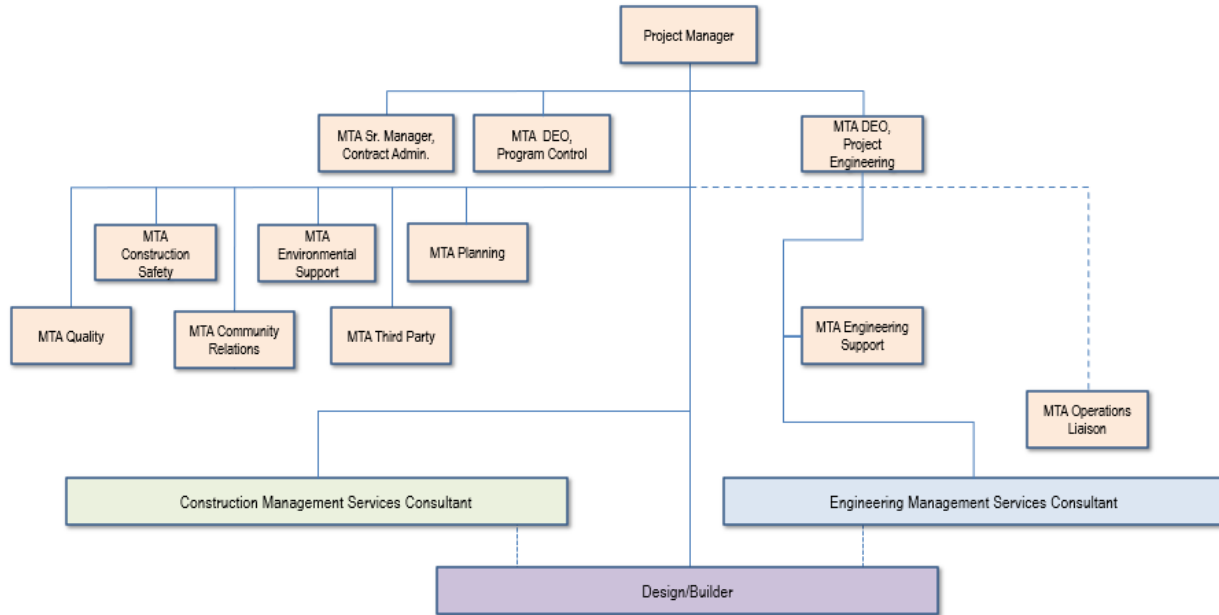 Project Manager
MTA Sr. Manager,
Contract Admin.
MTA DEO,
Program Control
MTA DEO,
Project
Engineering
MTA
Construction
Safety
MTA
Environmental
Support
MTA Planning
MTA Quality
MTA Community
Relations
MTA Third Party
MTA Engineering
Support
MTA Operations
Liaison
Construction Management Services Consultant
Engineering Management Services Consultant
Design/Builder